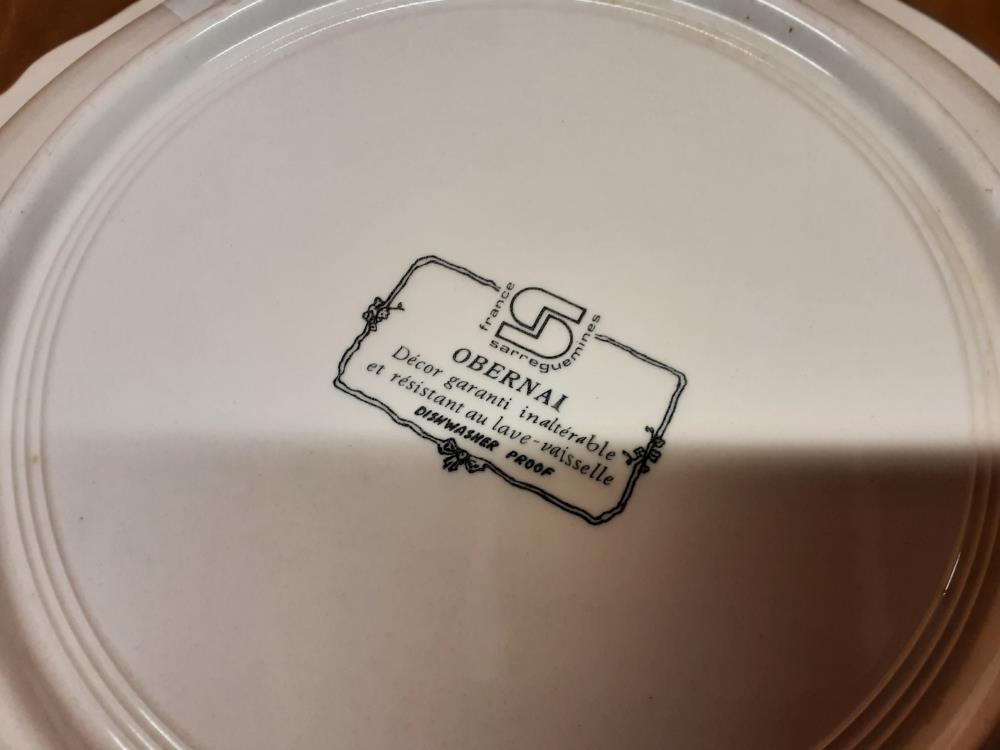 france
S
sarreguemines
OBERNAI
Décor garanti inaltérable
et résistant au lave-vaisselle
DISHWASHER PROOF